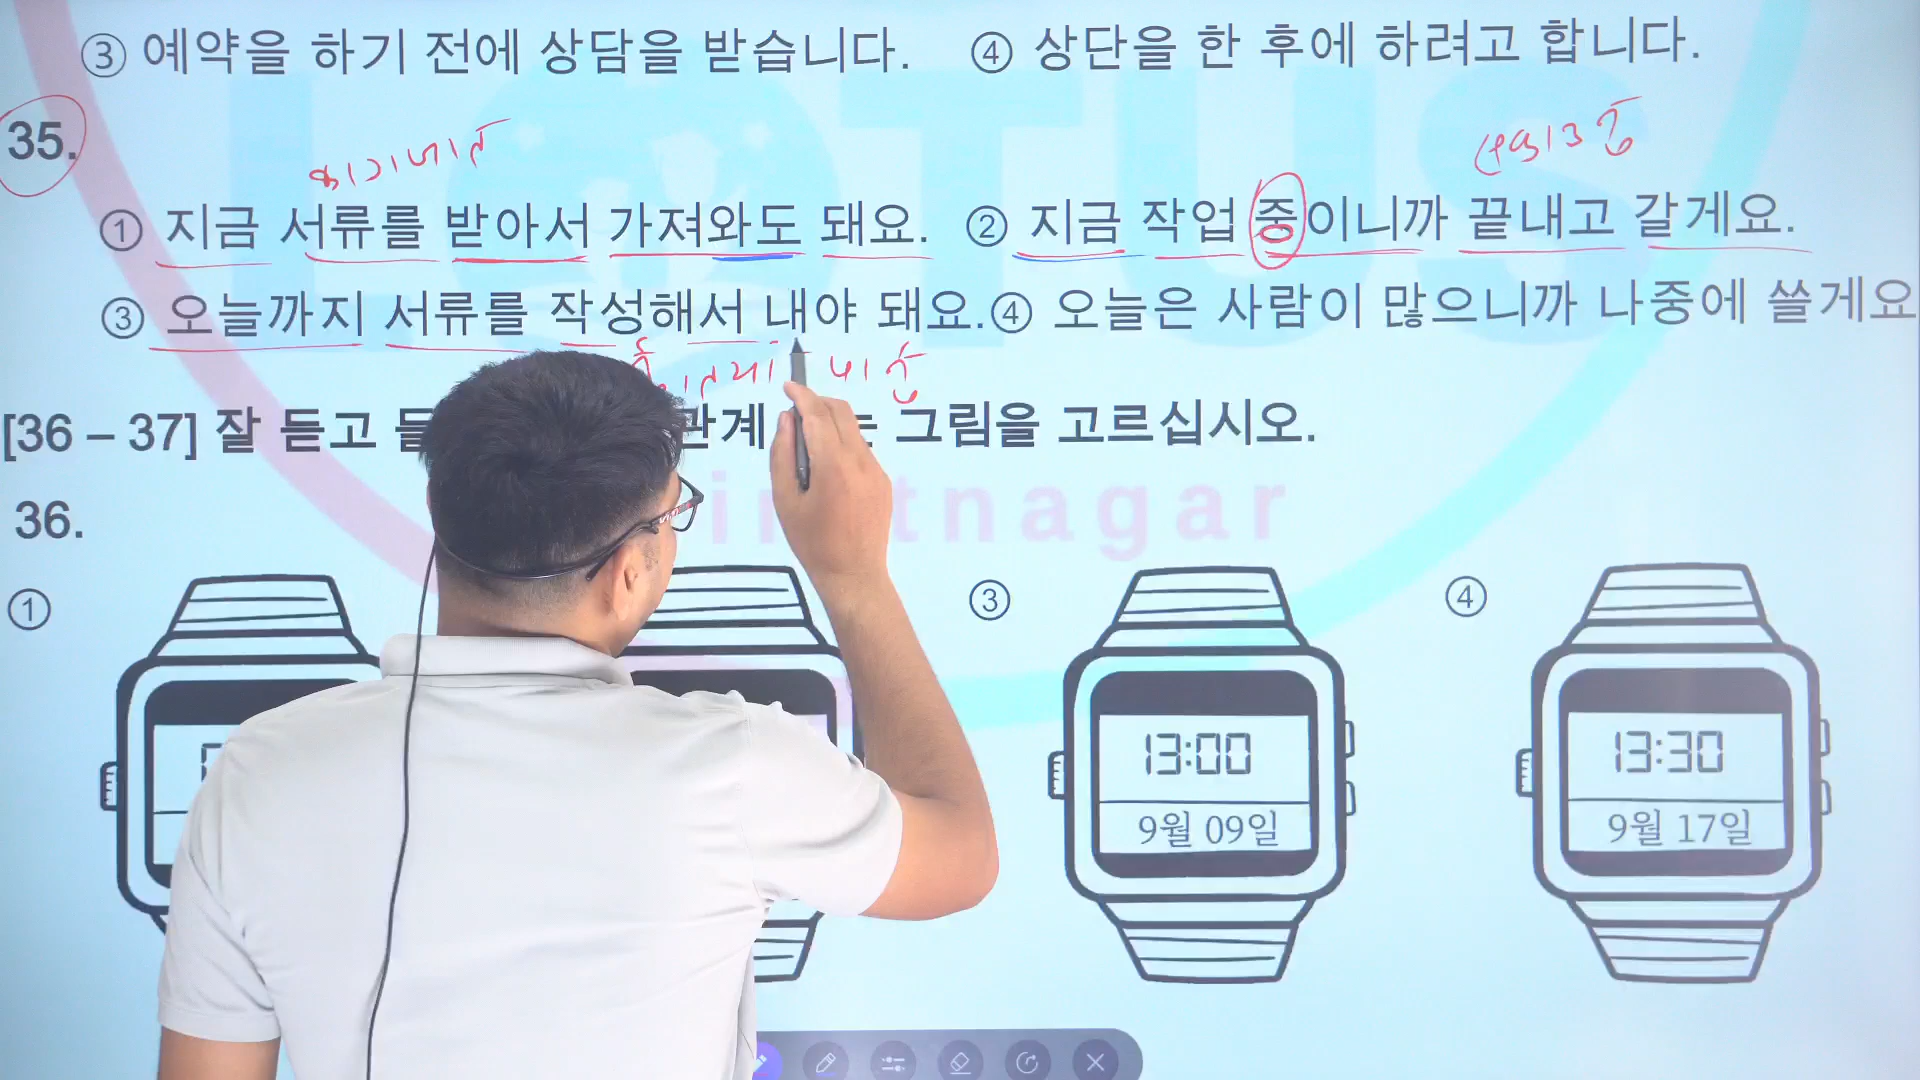 ③ 예약을 하기 전에 상담을 받습니다. ④ 상단을 한 후에 하려고 합니다.
35.
① 지금 서류를 받아서 가져와도 돼요. ② 지금 작업 중이니까 끝내고 갈게요.
③ 오늘까지 서류를 작성해서 내야 돼요. ④ 오늘은 사람이 많으니까 나중에 쓸게요
[36 – 37] 잘 듣고 들 관계 는 그림을 고르십시오.
36.
① ③ ④
13:00 13:30
9월 09일 9월 17일
LOTUS
tnagar